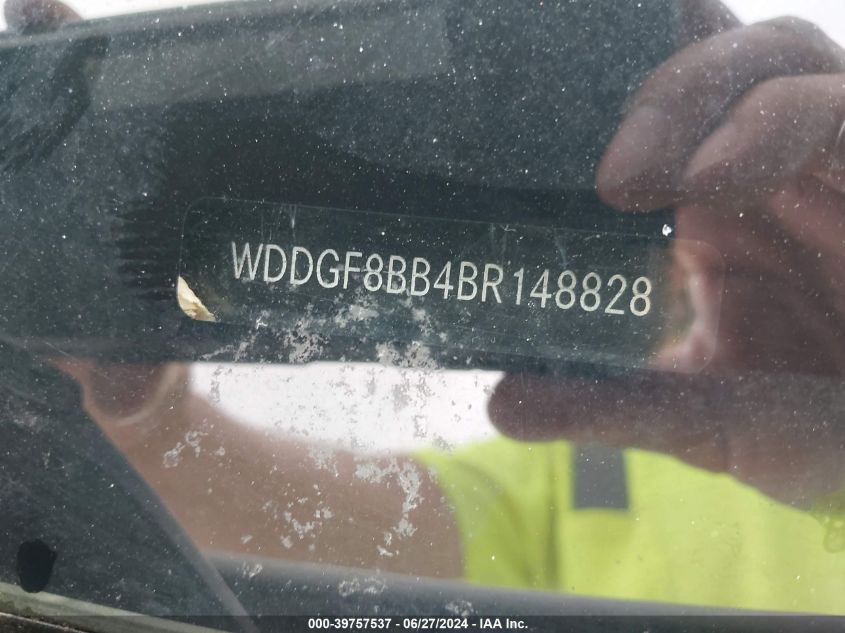 WDDGF8BB4BR148828
000-39757537 - 06/27/2024 - IAA Inc.